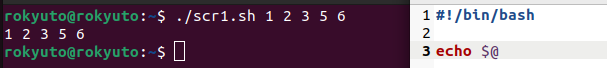 rokyuto@rokyuto:~$ ./scr1.sh 1 2 3 5 6
1 2 3 5 6
rokyuto@rokyuto:~$
1 #!/bin/bash
2
3 echo $@